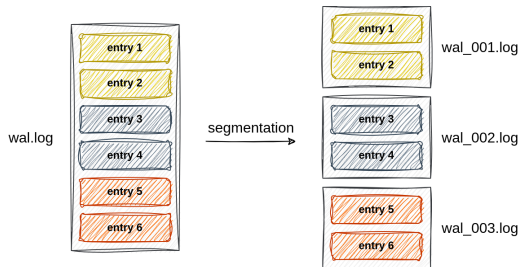 wal.log
entry 1
entry 2
entry 3
entry 4
entry 5
entry 6
segmentation
entry 1
entry 2
wal_001.log
entry 3
entry 4
wal_002.log
entry 5
entry 6
wal_003.log